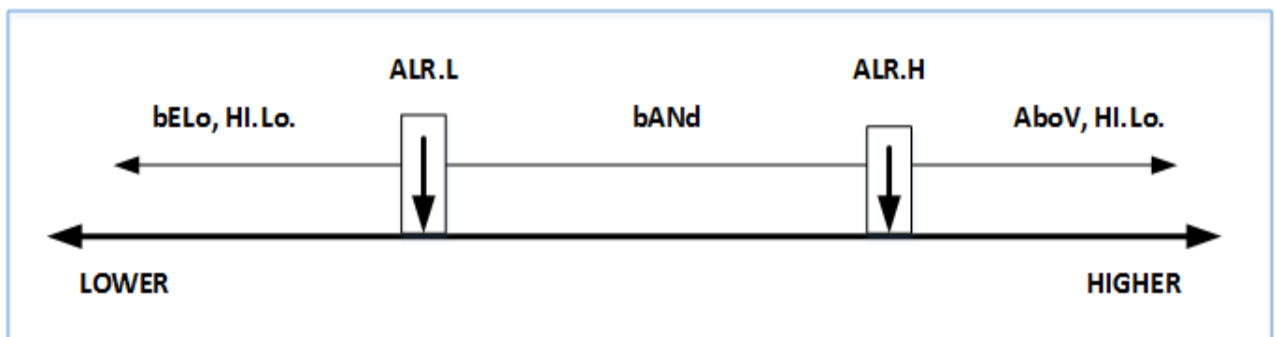 ALR.L ALR.H
bELo, HI.Lo. bANd AboV, HI.Lo.
LOWER HIGHER